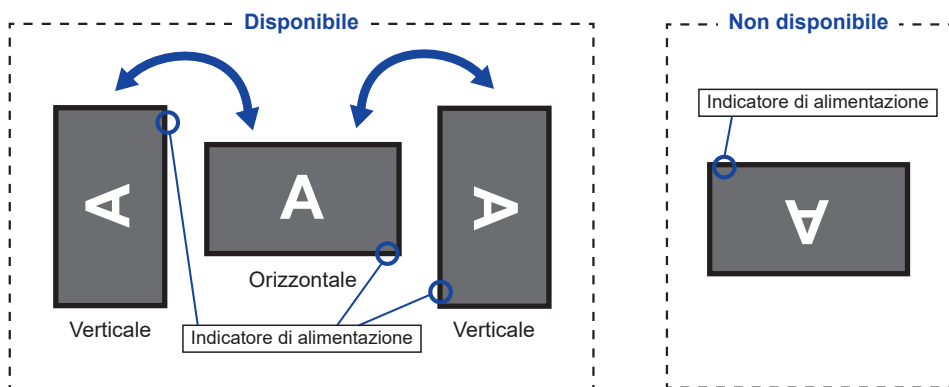 Disponibile
Non disponibile
Indicatore di alimentazione
A
A
A
A
Orizzontale
Verticale
Indicatore di alimentazione
Verticale